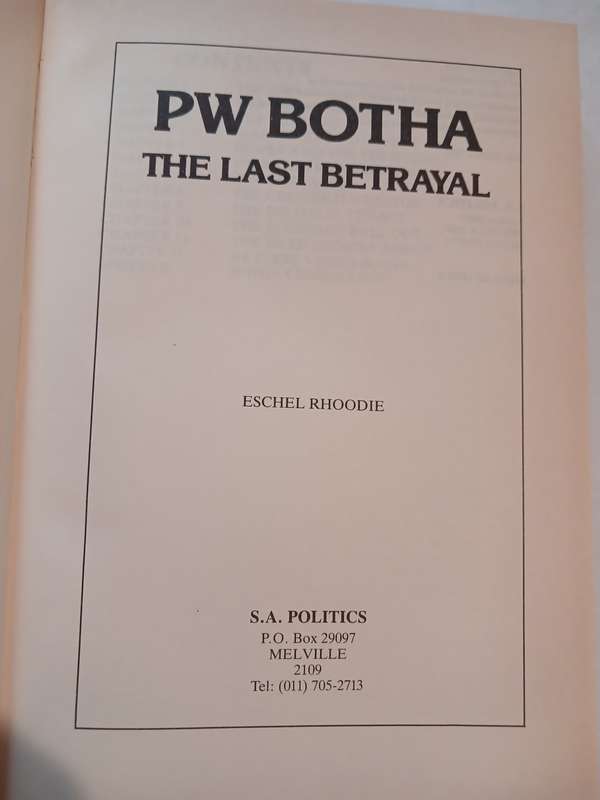 PW BOTHA
THE LAST BETRAYAL
ESCHEL RHOODIE
S.A. POLITICS
P.O. Box 29097
MELVILLE
2109
Tel: (011) 705-2713